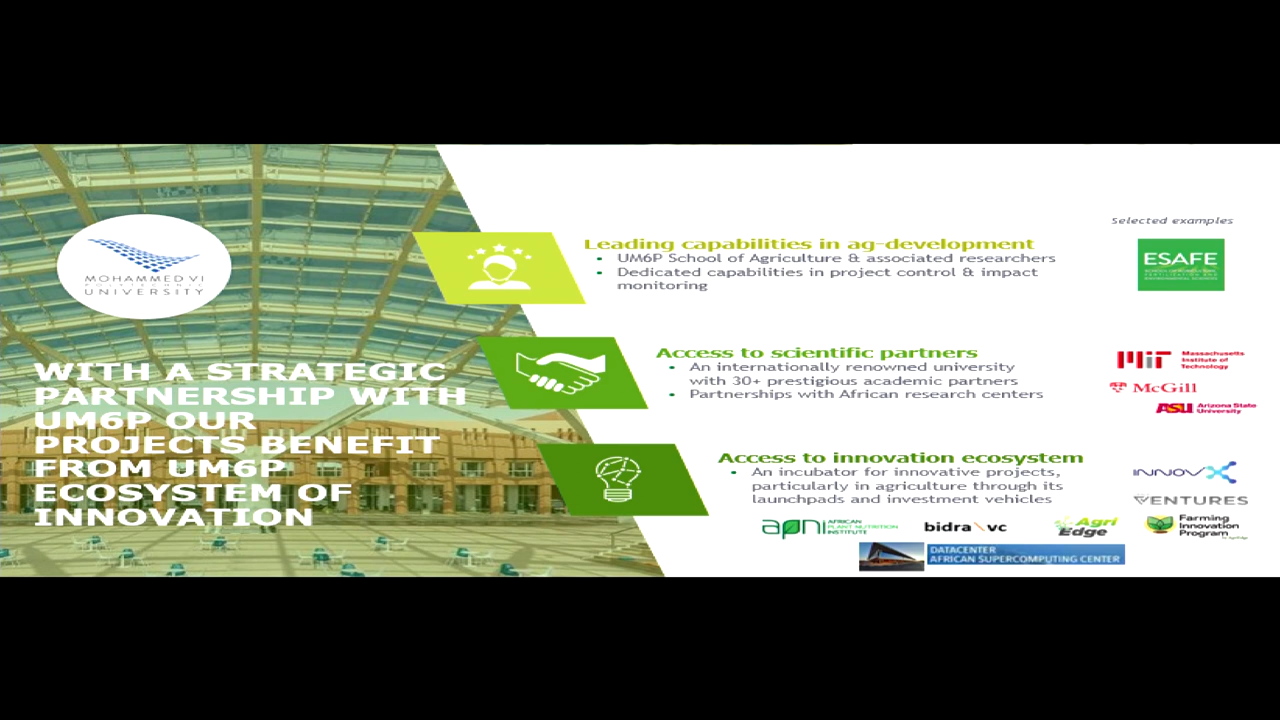 MOHAMMED VI
POLYTECHNIC
UNIVERSITY
WITH A STRATEGIC
PARTNERSHIP WITH
UM6P OUR
PROJECTS BENEFIT
FROM UM6P
ECOSYSTEM OF
INNOVATION
Selected examples
Leading capabilities in ag-development
• UM6P School of Agriculture & associated researchers
• Dedicated capabilities in project control & impact
monitoring
ESAFE
Access to scientific partners
• An internationally renowned university
with 30+ prestigious academic partners
• Partnerships with African research centers
MIT
Massachusetts
Institute of
Technology
McGill
ASU Arizona State
University
Access to innovation ecosystem
• An incubator for innovative projects,
particularly in agriculture through its
launchpads and investment vehicles
INNOVX
VENTURES
apni AFRICAN
PLANT NUTRITION
INSTITUTE
bidra\vc
Agri
Edge
Farming
Innovation
Program
DATACENTER
AFRICAN SUPERCOMPUTING CENTER